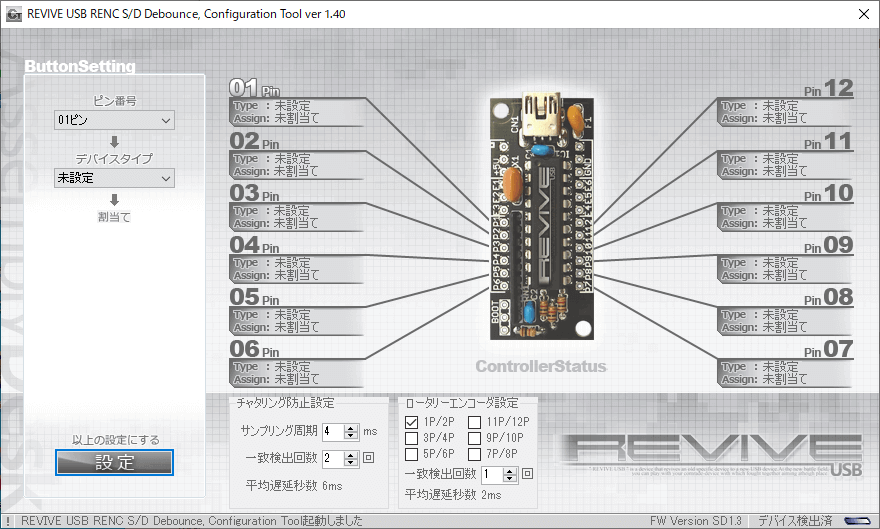 REVIVE USB RENC S/D Debounce, Configuration Tool ver 1.40
ButtonSetting
ピン番号
01ピン
デバイスタイプ
未設定
割当て
以上の設定にする
設定
01 Pin
Type : 未設定
Assign: 未割当て
02 Pin
Type : 未設定
Assign: 未割当て
03 Pin
Type : 未設定
Assign: 未割当て
04 Pin
Type : 未設定
Assign: 未割当て
05 Pin
Type : 未設定
Assign: 未割当て
06 Pin
Type : 未設定
Assign: 未割当て
CN1
F1
REVIVE USB
BOOT
C2
ControllerStatus
Pin 12
Type : 未設定
Assign: 未割当て
Pin 11
Type : 未設定
Assign: 未割当て
Pin 10
Type : 未設定
Assign: 未割当て
Pin 09
Type : 未設定
Assign: 未割当て
Pin 08
Type : 未設定
Assign: 未割当て
Pin 07
Type : 未設定
Assign: 未割当て
チャタリング防止設定
サンプリング周期 4 ms
一致検出回数 2 回
平均遅延秒数 6ms
ロータリーエンコーダ設定
1P/2P 11P/12P
3P/4P 9P/10P
5P/6P 7P/8P
一致検出回数 1 回
平均遅延秒数 2ms
REVIVE
USB
! REVIVE USB RENC S/D Debounce, Configuration Tool起動しました
FW Version SD1.3 デバイス検出済